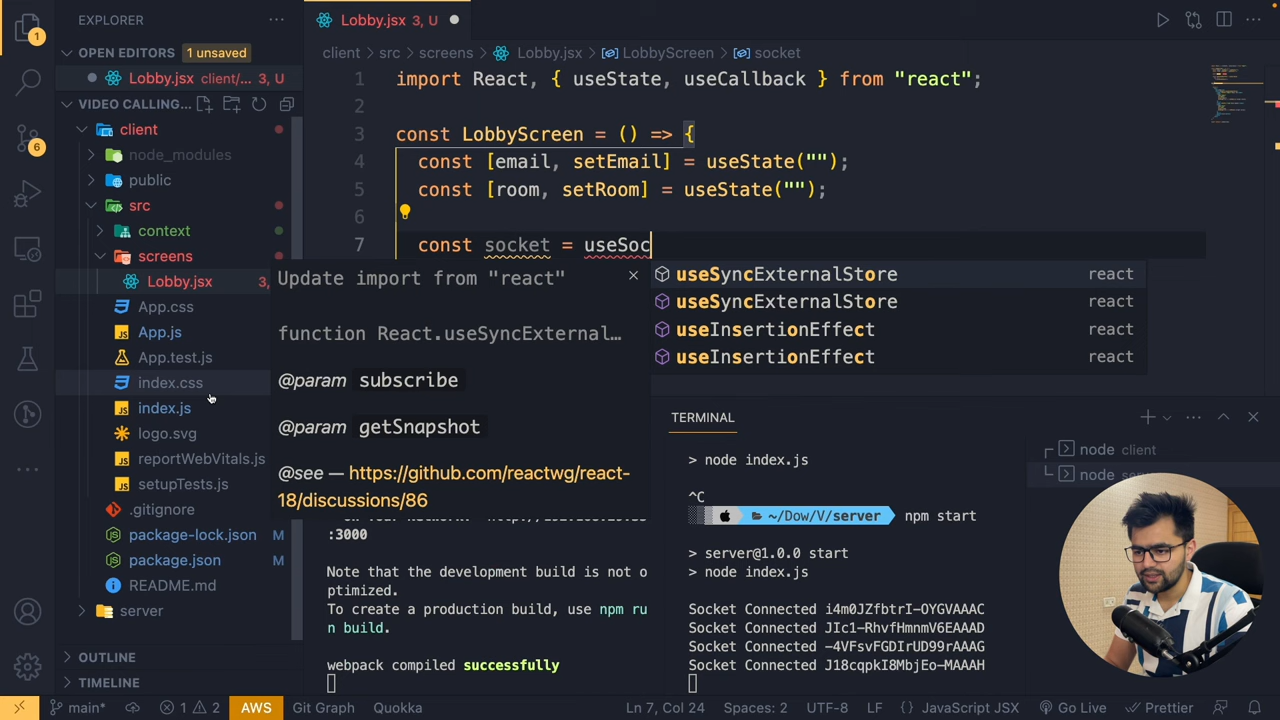 EXPLORER
OPEN EDITORS 1 unsaved
Lobby.jsx client/... 3, U
VIDEO CALLING...
client
node_modules
public
src
context
screens
Lobby.jsx 3,
App.css
App.js
App.test.js
index.css
index.js
logo.svg
reportWebVitals.js
setupTests.js
.gitignore
package-lock.json M
package.json M
README.md
server
OUTLINE
TIMELINE
1
6
Lobby.jsx 3, U
client > src > screens > Lobby.jsx > LobbyScreen > socket
1 import React, { useState, useCallback } from "react";
2
3 const LobbyScreen = () => {
4 const [email, setEmail] = useState("");
5 const [room, setRoom] = useState("");
6
7 const socket = useSoc
Update import from "react"
function React.useSyncExternal…
@param subscribe
@param getSnapshot
@see — https://github.com/reactwg/react-
18/discussions/86
useSyncExternalStore react
useSyncExternalStore react
useInsertionEffect react
useInsertionEffect react
:3000
Note that the development build is not o
ptimized.
To create a production build, use npm ru
n build.
webpack compiled successfully
TERMINAL
> node index.js
^C
~/Dow/V/server npm start
> server@1.0.0 start
> node index.js
Socket Connected i4m0JZfbtrI-OYGVAAAC
Socket Connected JIc1-RhvfHmnmV6EAAAD
Socket Connected -4VFsvFGDIrUD99rAAAG
Socket Connected J18cqpkI8MbjEo-MAAAH
node client
node se
main* 1 2 AWS Git Graph Quokka Ln 7, Col 24 Spaces: 2 UTF-8 LF {} JavaScript JSX Go Live Prettier